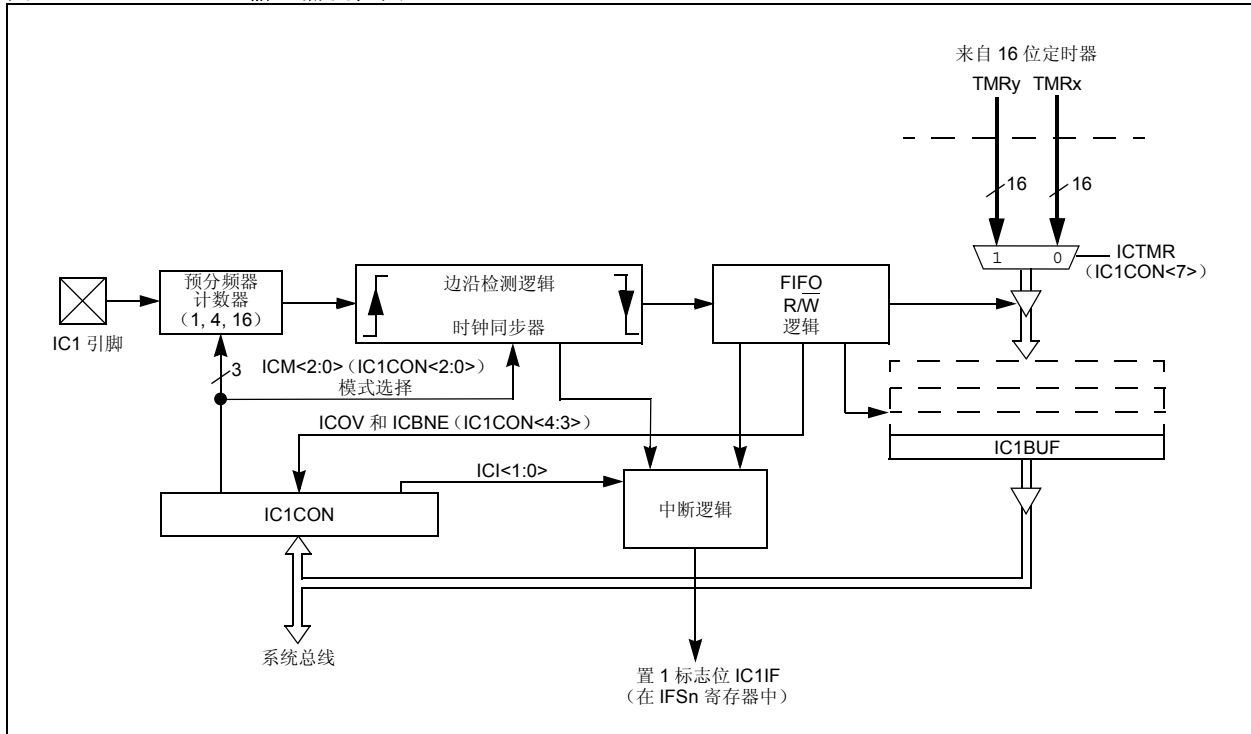 来自 16 位定时器
TMRy TMRx
16 16
1 0
ICTMR
（IC1CON<7>）
预分频器
计数器
（1, 4, 16）
边沿检测逻辑
时钟同步器
FIFO
R/W
逻辑
IC1 引脚
3
ICM<2:0>（IC1CON<2:0>）
模式选择
ICOV 和 ICBNE（IC1CON<4:3>）
IC1BUF
ICI<1:0>
IC1CON
中断逻辑
系统总线
置 1 标志位 IC1IF
（在 IFSn 寄存器中）